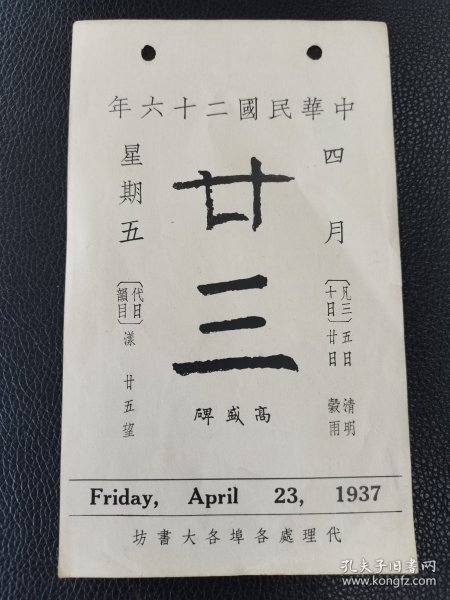 中華民國二十六年
四月
廿三
星期五
〔凡三十日〕
五日 清明
廿日 穀雨
〔代日韻目〕
漾 廿五望
高盛碑
Friday, April 23, 1937
代理處各埠各大書坊
孔夫子旧书网
www.kongfz.com